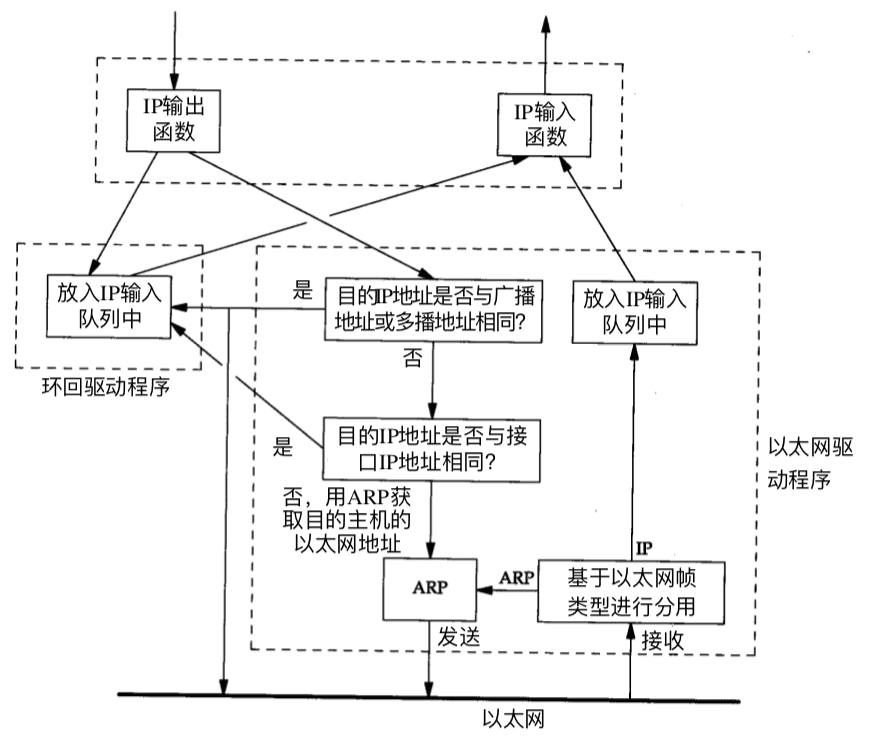 IP输出
函数
IP输入
函数
放入IP输入
队列中
环回驱动程序
是
目的IP地址是否与广播
地址或多播地址相同?
放入IP输入
队列中
否
是
目的IP地址是否与接
口IP地址相同?
以太网驱
动程序
否，用ARP获
取目的主机的
以太网地址
ARP
ARP
IP
基于以太网帧
类型进行分用
发送
接收
以太网